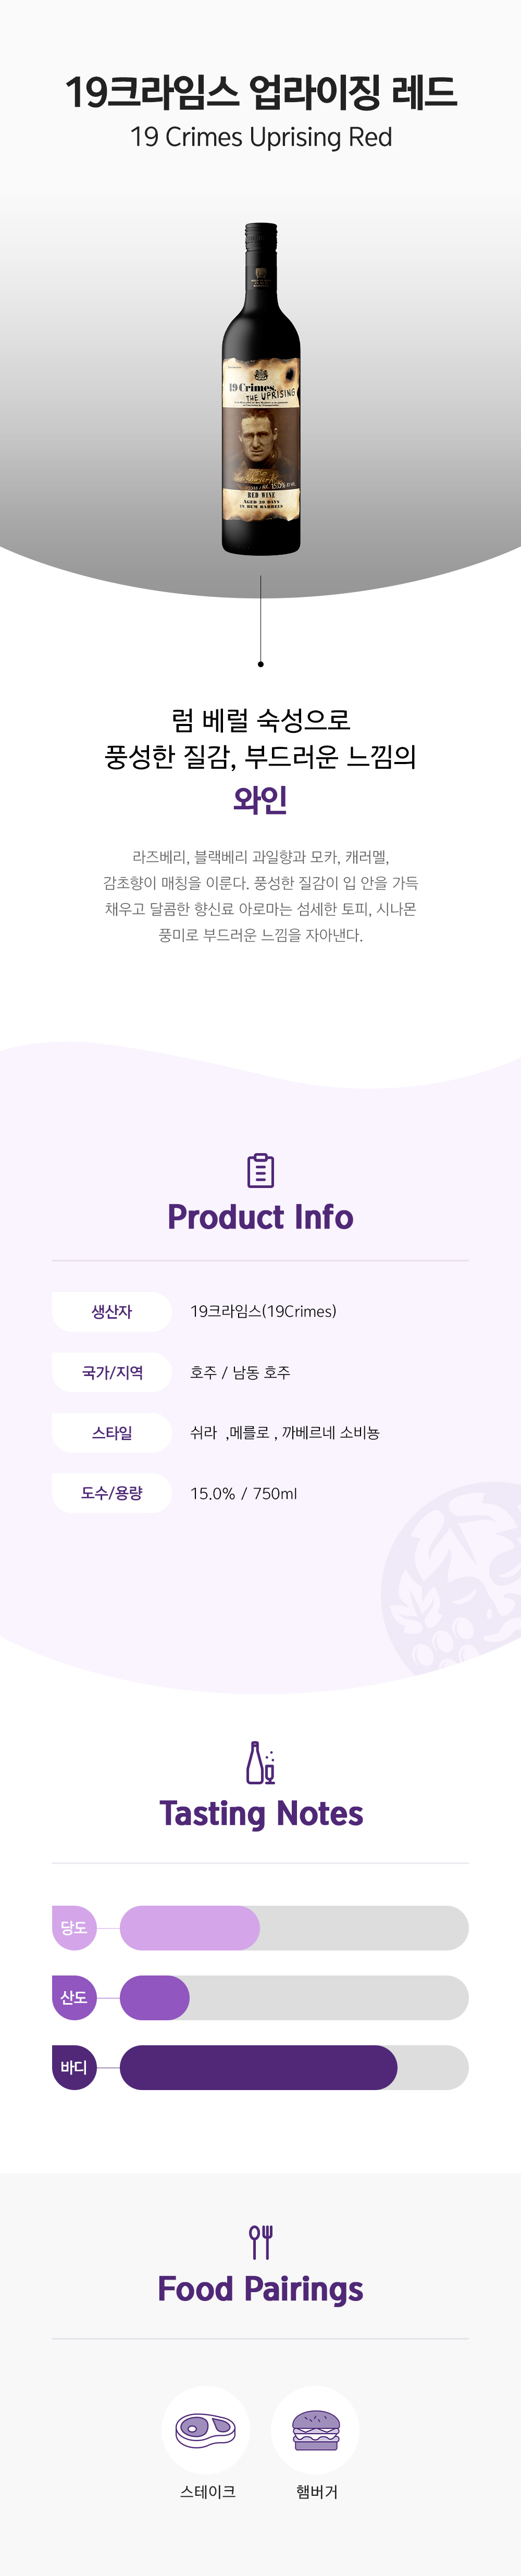 19크라임스 업라이징 레드
19 Crimes Uprising Red
19 Crimes
THE UPRISING
RED WINE
AGED 30 DAYS
IN RUM BARRELS
럼 베럴 숙성으로
풍성한 질감, 부드러운 느낌의
와인
라즈베리, 블랙베리 과일향과 모카, 캐러멜,
감초향이 매칭을 이룬다. 풍성한 질감이 입 안을 가득
채우고 달콤한 향신료 아로마는 섬세한 토피, 시나몬
풍미로 부드러운 느낌을 자아낸다.
Product Info
생산자 19크라임스(19Crimes)
국가/지역 호주 / 남동 호주
스타일 쉬라 ,메를로 , 까베르네 소비뇽
도수/용량 15.0% / 750ml
Tasting Notes
당도
산도
바디
Food Pairings
스테이크 햄버거